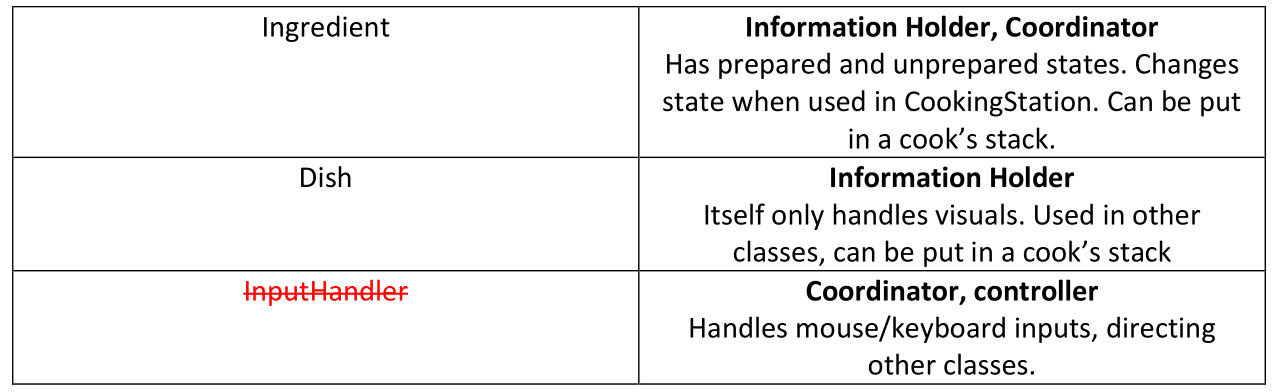 Ingredient
Information Holder, Coordinator
Has prepared and unprepared states. Changes
state when used in CookingStation. Can be put
in a cook’s stack.
Dish
Information Holder
Itself only handles visuals. Used in other
classes, can be put in a cook’s stack
InputHandler
Coordinator, controller
Handles mouse/keyboard inputs, directing
other classes.